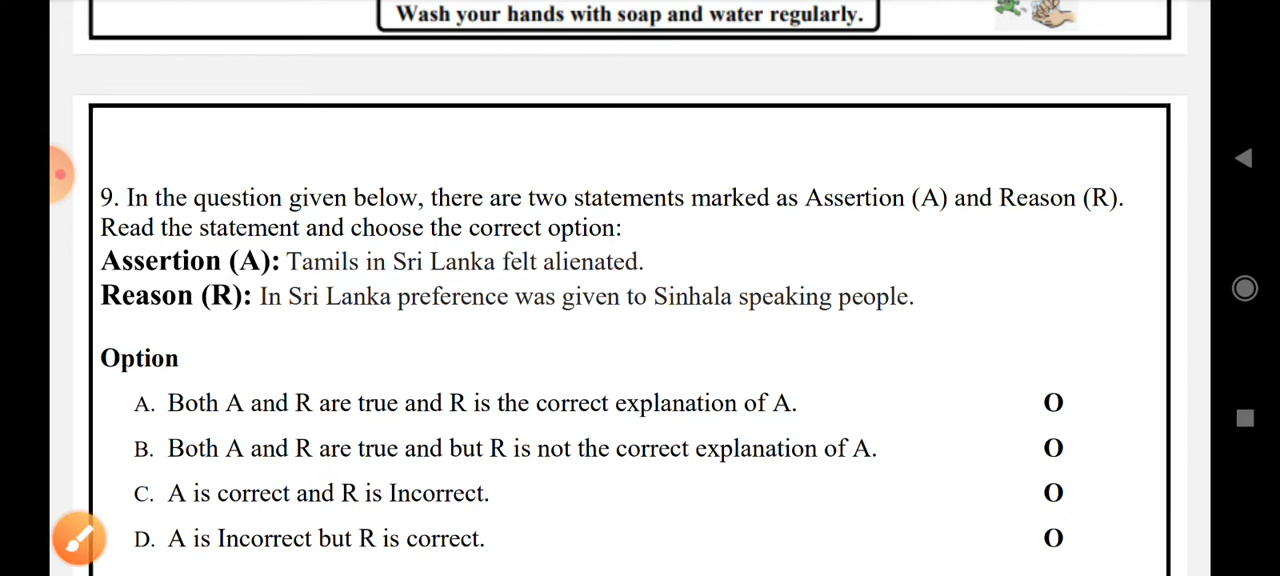 Wash your hands with soap and water regularly.
9. In the question given below, there are two statements marked as Assertion (A) and Reason (R).
Read the statement and choose the correct option:
Assertion (A): Tamils in Sri Lanka felt alienated.
Reason (R): In Sri Lanka preference was given to Sinhala speaking people.
Option
A. Both A and R are true and R is the correct explanation of A. O
B. Both A and R are true and but R is not the correct explanation of A. O
C. A is correct and R is Incorrect. O
D. A is Incorrect but R is correct. O